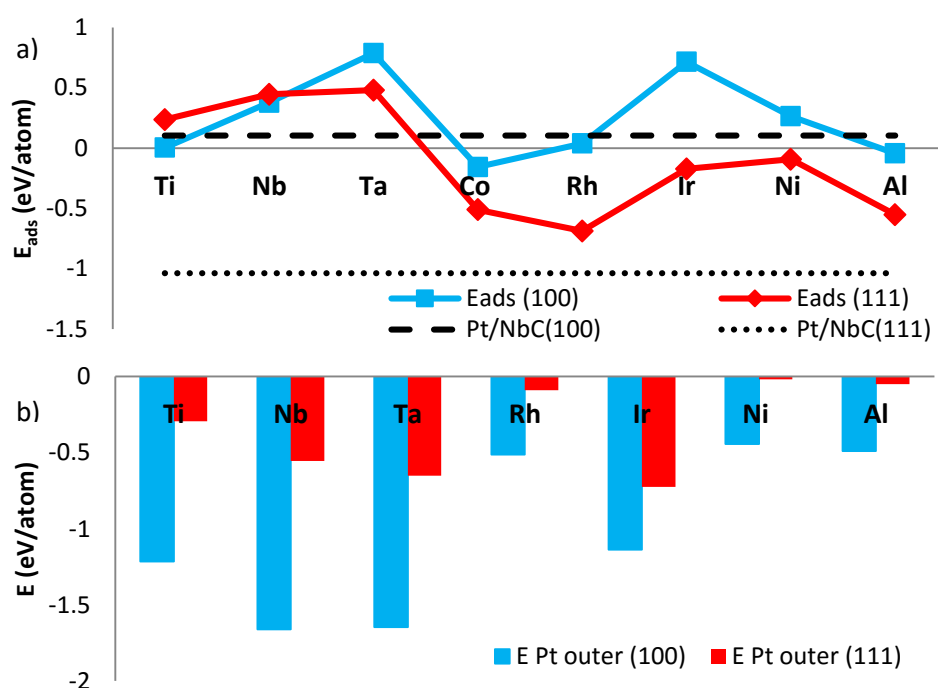 a)
E_ads (eV/atom)
1
0.5
0
-0.5
-1
-1.5
Ti Nb Ta Co Rh Ir Ni Al
Eads (100) Eads (111)
Pt/NbC(100) Pt/NbC(111)
b)
E (eV/atom)
0
-0.5
-1
-1.5
-2
Ti Nb Ta Rh Ir Ni Al
E Pt outer (100) E Pt outer (111)